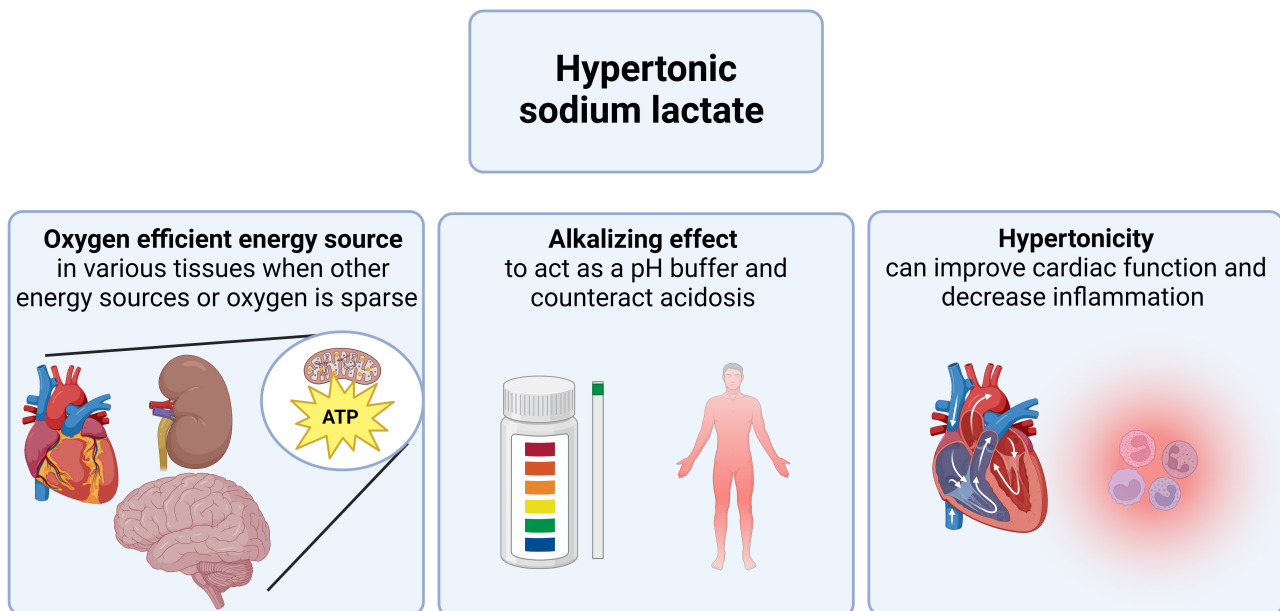 Hypertonic
sodium lactate
Oxygen efficient energy source
in various tissues when other
energy sources or oxygen is sparse
ATP
Alkalizing effect
to act as a pH buffer and
counteract acidosis
Hypertonicity
can improve cardiac function and
decrease inflammation